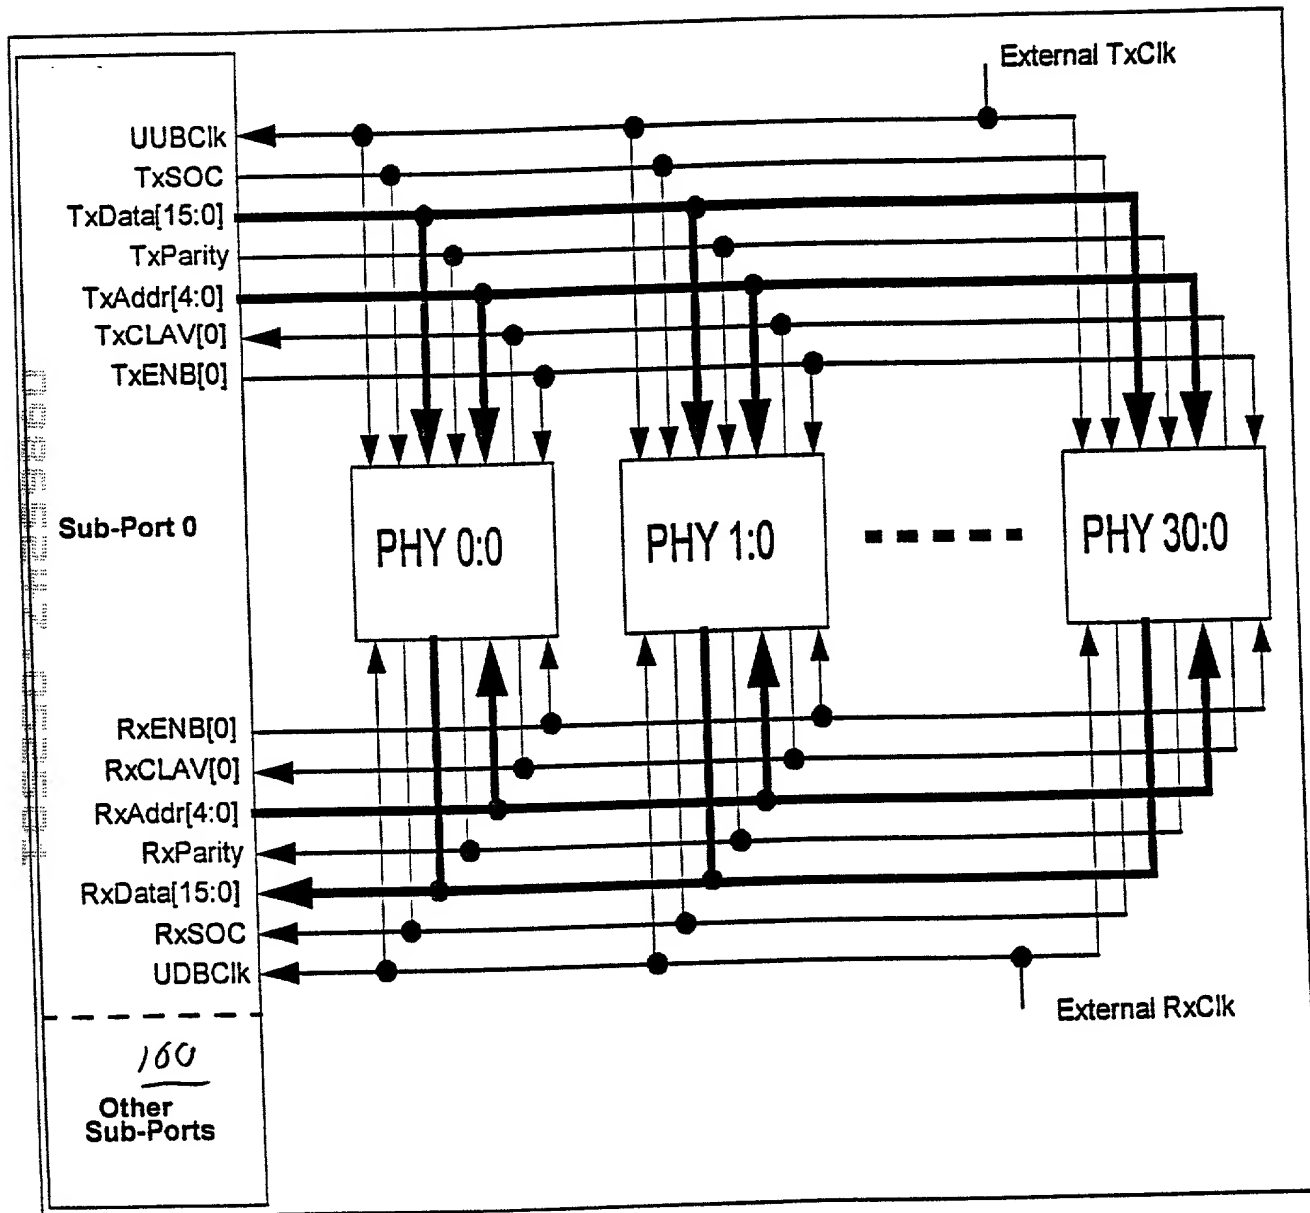 External TxClk
UUBClk
TxSOC
TxData[15:0]
TxParity
TxAddr[4:0]
TxCLAV[0]
TxENB[0]
Sub-Port 0
PHY 0:0
PHY 1:0
PHY 30:0
RxENB[0]
RxCLAV[0]
RxAddr[4:0]
RxParity
RxData[15:0]
RxSOC
UDBClk
External RxClk
160
Other
Sub-Ports